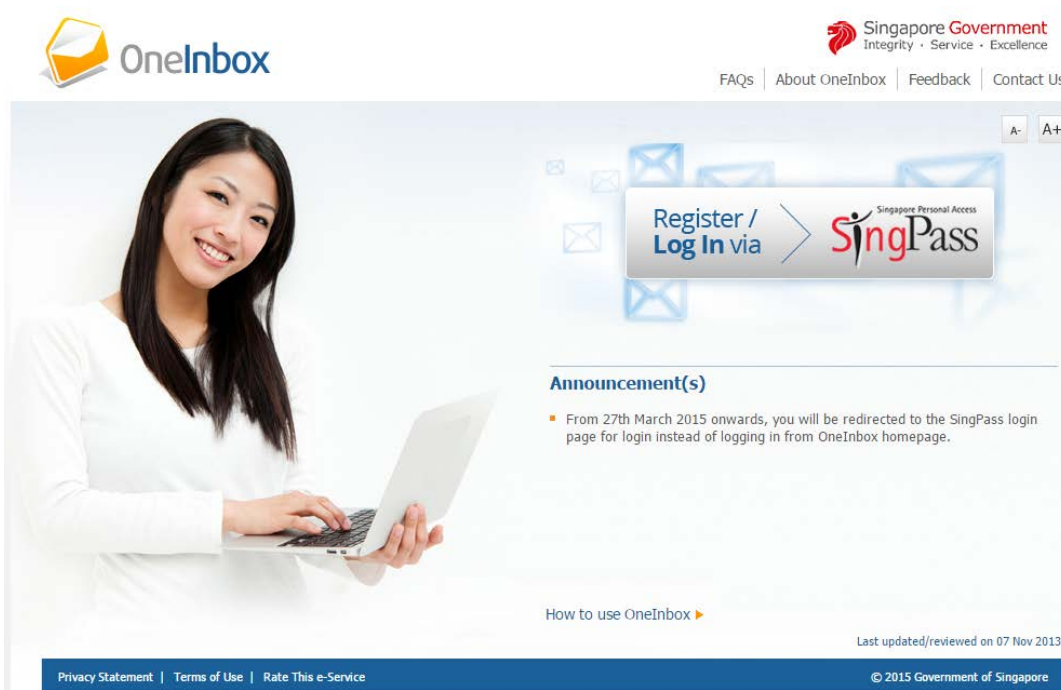 OneInbox
Singapore Government
Integrity · Service · Excellence
FAQs | About OneInbox | Feedback | Contact Us
A- A+
Register /
Log In via
Singapore Personal Access
SingPass
Announcement(s)
From 27th March 2015 onwards, you will be redirected to the SingPass login
page for login instead of logging in from OneInbox homepage.
How to use OneInbox
Last updated/reviewed on 07 Nov 2013
Privacy Statement | Terms of Use | Rate This e-Service
© 2015 Government of Singapore